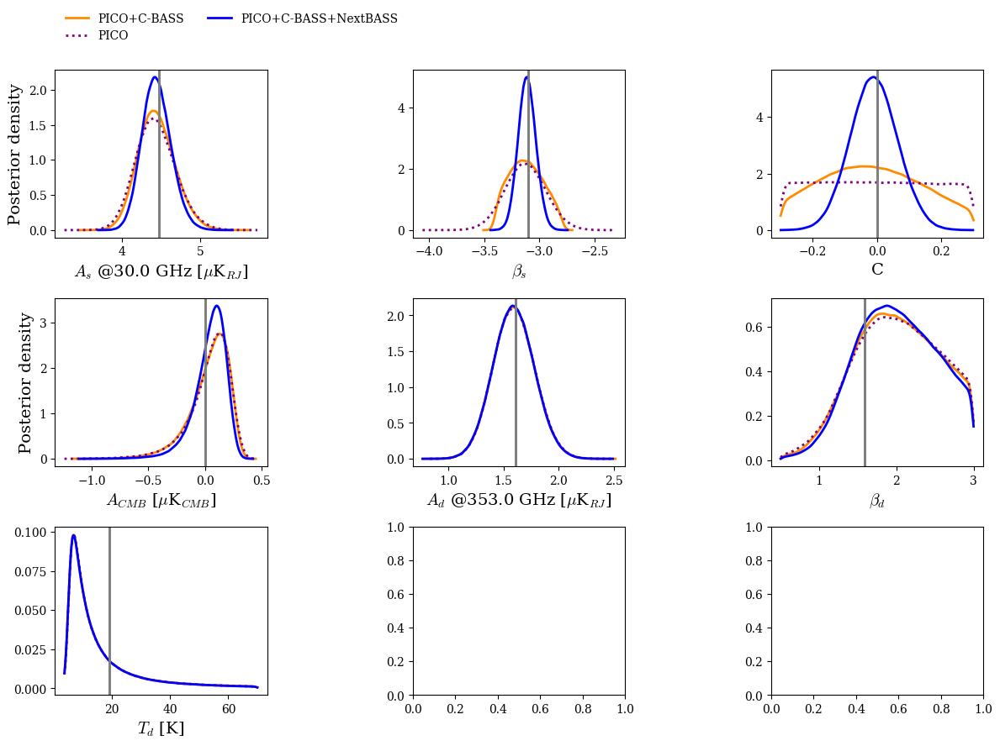 PICO+C-BASS PICO+C-BASS+NextBASS
PICO
Posterior density
2.0
1.5
1.0
0.5
0.0
4 5
A_s @30.0 GHz [μK_RJ]
4
2
0
−4.0 −3.5 −3.0 −2.5
β_s
4
2
0
−0.2 0.0 0.2
C
Posterior density
3
2
1
0
−1.0 −0.5 0.0 0.5
A_CMB [μK_CMB]
2.0
1.5
1.0
0.5
0.0
1.0 1.5 2.0 2.5
A_d @353.0 GHz [μK_RJ]
0.6
0.4
0.2
0.0
1 2 3
β_d
0.100
0.075
0.050
0.025
0.000
20 40 60
T_d [K]
1.0
0.8
0.6
0.4
0.2
0.0
0.0 0.2 0.4 0.6 0.8 1.0
1.0
0.8
0.6
0.4
0.2
0.0
0.0 0.2 0.4 0.6 0.8 1.0